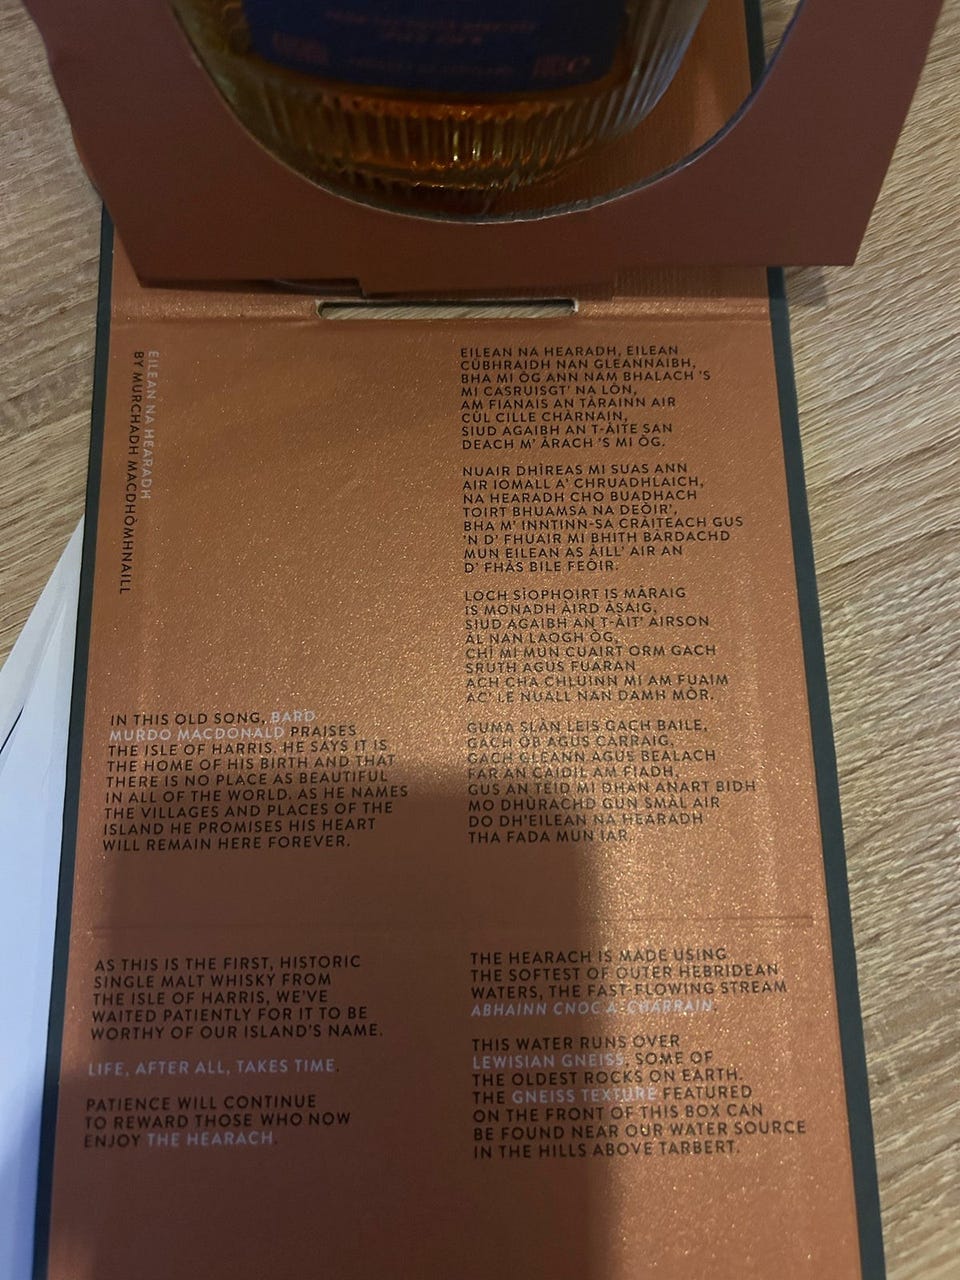 EILEAN NA HEARADH
BY MURCHADH MACDHÒMHNAILL
EILEAN NA HEARADH, EILEAN
CÙBHRAIDH NAN GLEANNAIBH,
BHA MI ÒG ANN NAM BHALACH 'S
MI CASRUISGT' NA LÒN,
AM FIANAIS AN TÀRAINN AIR
CÙL CILLE CHÀRNAIN,
SIUD AGAIBH AN T-ÀITE SAN
DEACH M' ÀRACH 'S MI ÒG.
NUAIR DHÌREAS MI SUAS ANN
AIR IOMALL A' CHRUADHLAICH,
NA HEARADH CHO BUADHACH
TOIRT BHUAMSA NA DEÒIR',
BHA M' INNTINN-SA CRÀITEACH GUS
'N D' FHUAIR MI BHITH BÀRDACHD
MUN EILEAN AS ÀILL' AIR AN
D' FHÀS BILE FEÒIR.
LOCH SÌOPHOIRT IS MÀRAIG
IS MONADH ÀIRD ÀSAIG,
SIUD AGAIBH AN T-ÀIT' AIRSON
ÀL NAN LAOGH ÒG,
CHÌ MI MUN CUAIRT ORM GACH
SRUTH AGUS FUARAN
ACH CHA CHLUINN MI AM FUAIM
AC' LE NUALL NAN DAMH MÒR.
GUMA SLÀN LEIS GACH BAILE,
GACH ÒB AGUS CARRAIG,
GACH GLEANN AGUS BEALACH
FAR AN CAIDIL AM FIADH,
GUS AN TÈID MI DHAN ANART BIDH
MO DHÙRACHD GUN SMÀL AIR
DO DH'EILEAN NA HEARADH
THA FADA MUN IAR.
IN THIS OLD SONG, BARD
MURDO MACDONALD PRAISES
THE ISLE OF HARRIS. HE SAYS IT IS
THE HOME OF HIS BIRTH AND THAT
THERE IS NO PLACE AS BEAUTIFUL
IN ALL OF THE WORLD. AS HE NAMES
THE VILLAGES AND PLACES OF THE
ISLAND HE PROMISES HIS HEART
WILL REMAIN HERE FOREVER.
AS THIS IS THE FIRST, HISTORIC
SINGLE MALT WHISKY FROM
THE ISLE OF HARRIS, WE'VE
WAITED PATIENTLY FOR IT TO BE
WORTHY OF OUR ISLAND'S NAME.
LIFE, AFTER ALL, TAKES TIME.
PATIENCE WILL CONTINUE
TO REWARD THOSE WHO NOW
ENJOY THE HEARACH.
THE HEARACH IS MADE USING
THE SOFTEST OF OUTER HEBRIDEAN
WATERS, THE FAST-FLOWING STREAM
ABHAINN CNOC A' CHARRAIN.
THIS WATER RUNS OVER
LEWISIAN GNEISS, SOME OF
THE OLDEST ROCKS ON EARTH.
THE GNEISS TEXTURE FEATURED
ON THE FRONT OF THIS BOX CAN
BE FOUND NEAR OUR WATER SOURCE
IN THE HILLS ABOVE TARBERT.